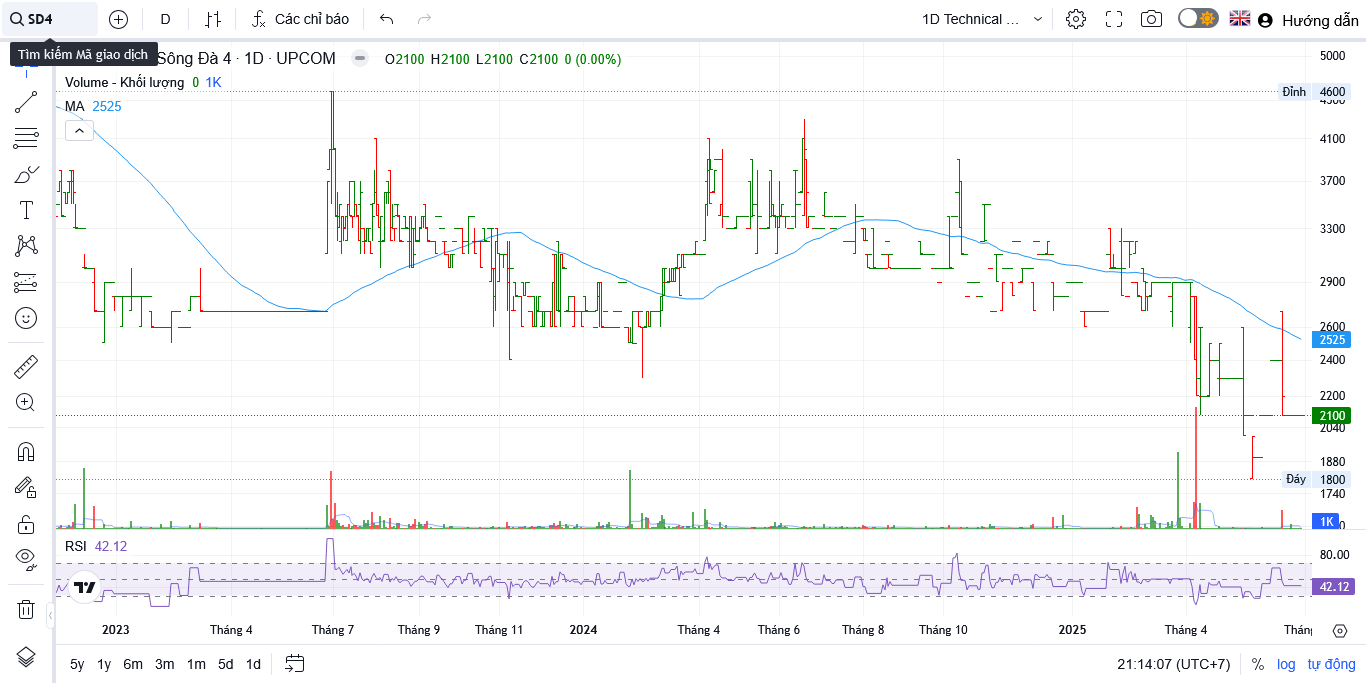 SD4
D
Các chỉ báo
1D Technical ...
Hướng dẫn
Tìm kiếm Mã giao dịch
Sông Đà 4 · 1D · UPCOM
O2100 H2100 L2100 C2100 0 (0.00%)
Volume - Khối lượng 0 1K
MA 2525
5000
Đỉnh 4600
4100
3700
3300
2900
2600
2525
2400
2200
2100
2040
1880
Đáy 1800
1740
1K
RSI 42.12
80.00
42.12
2023
Tháng 4
Tháng 7
Tháng 9
Tháng 11
2024
Tháng 4
Tháng 6
Tháng 8
Tháng 10
2025
Tháng 4
5y 1y 6m 3m 1m 5d 1d
21:14:07 (UTC+7)
% log tự động